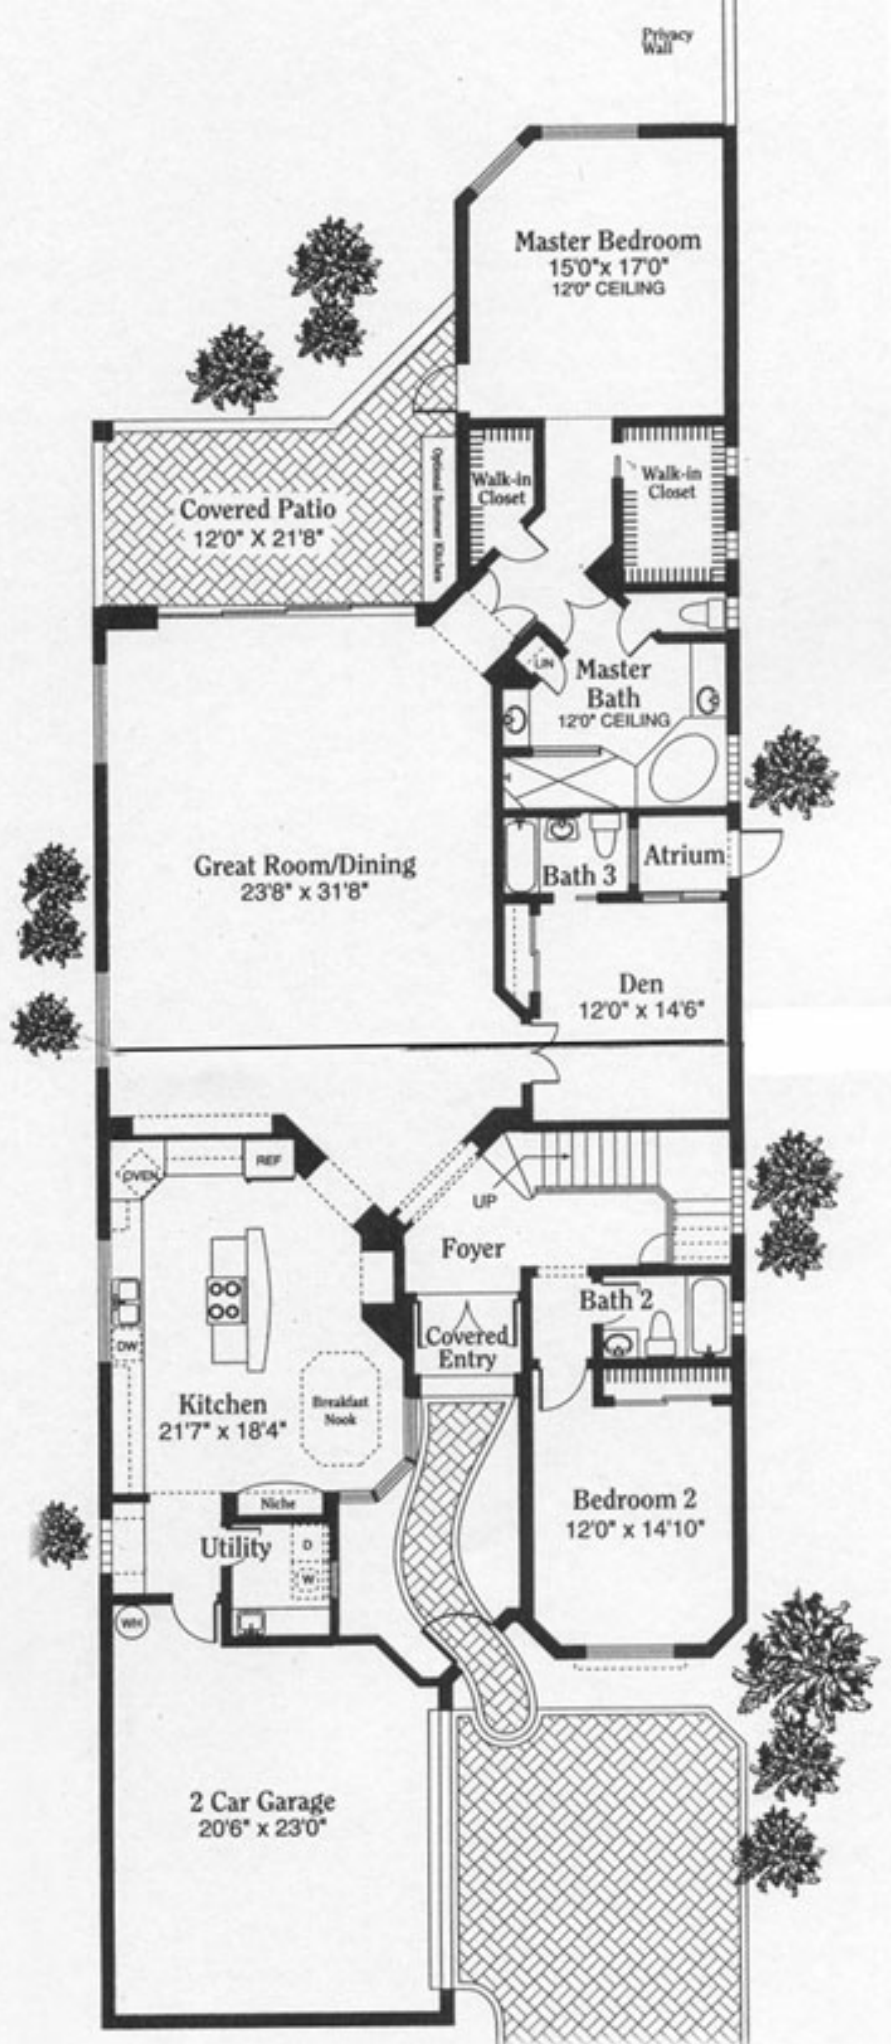 Privacy
Wall
Master Bedroom
15'0"x 17'0"
12'0" CEILING
Walk-in
Closet
Walk-in
Closet
Optional Summer Kitchen
Covered Patio
12'0" X 21'8"
LIN
Master
Bath
12'0" CEILING
Great Room/Dining
23'8" x 31'8"
Bath 3
Atrium
Den
12'0" x 14'6"
OVEN
REF
UP
Foyer
Bath 2
Covered
Entry
DW
Kitchen
21'7" x 18'4"
Breakfast
Nook
Niche
Bedroom 2
12'0" x 14'10"
Utility
D
W
WH
2 Car Garage
20'6" x 23'0"